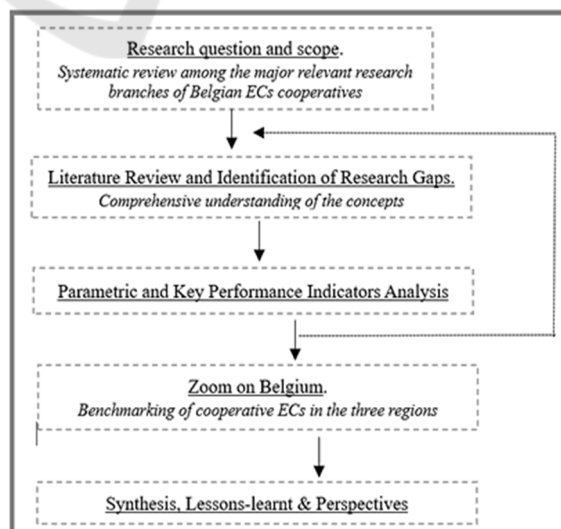 Research question and scope.
Systematic review among the major relevant research
branches of Belgian ECs cooperatives
Literature Review and Identification of Research Gaps.
Comprehensive understanding of the concepts
Parametric and Key Performance Indicators Analysis
Zoom on Belgium.
Benchmarking of cooperative ECs in the three regions
Synthesis, Lessons-learnt & Perspectives